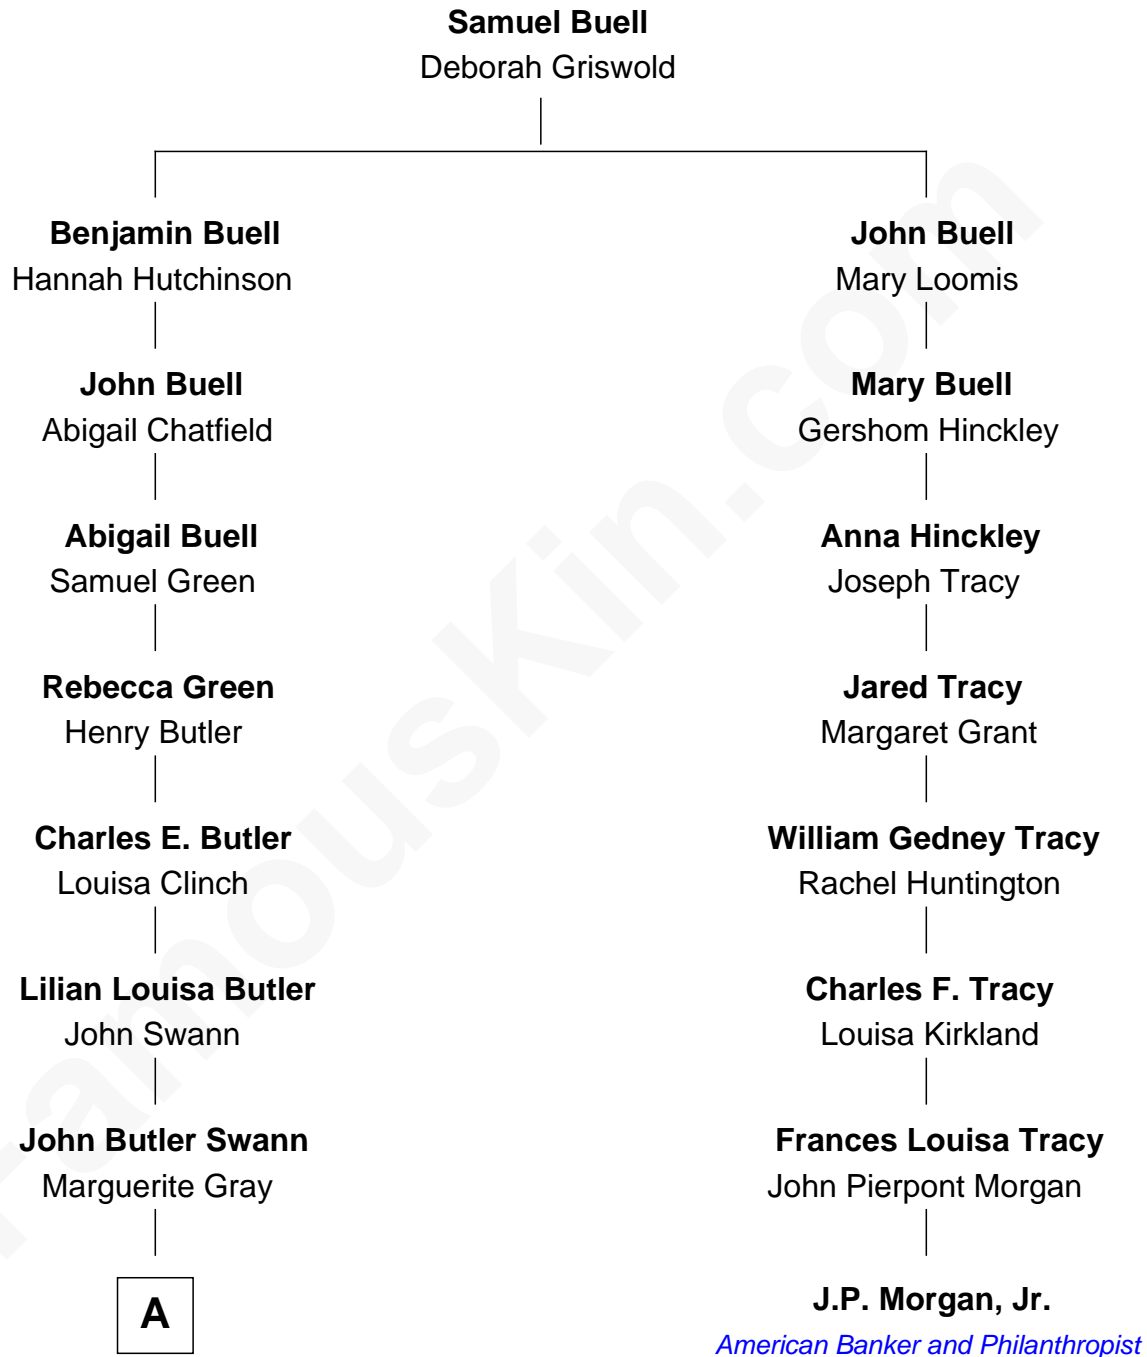 Samuel Buell
Deborah Griswold
Benjamin Buell
Hannah Hutchinson
John Buell
Mary Loomis
John Buell
Abigail Chatfield
Mary Buell
Gershom Hinckley
Abigail Buell
Samuel Green
Anna Hinckley
Joseph Tracy
Rebecca Green
Henry Butler
Jared Tracy
Margaret Grant
Charles E. Butler
Louisa Clinch
William Gedney Tracy
Rachel Huntington
Lilian Louisa Butler
John Swann
Charles F. Tracy
Louisa Kirkland
John Butler Swann
Marguerite Gray
Frances Louisa Tracy
John Pierpont Morgan
A
J.P. Morgan, Jr.
American Banker and Philanthropist
FamousKin.com